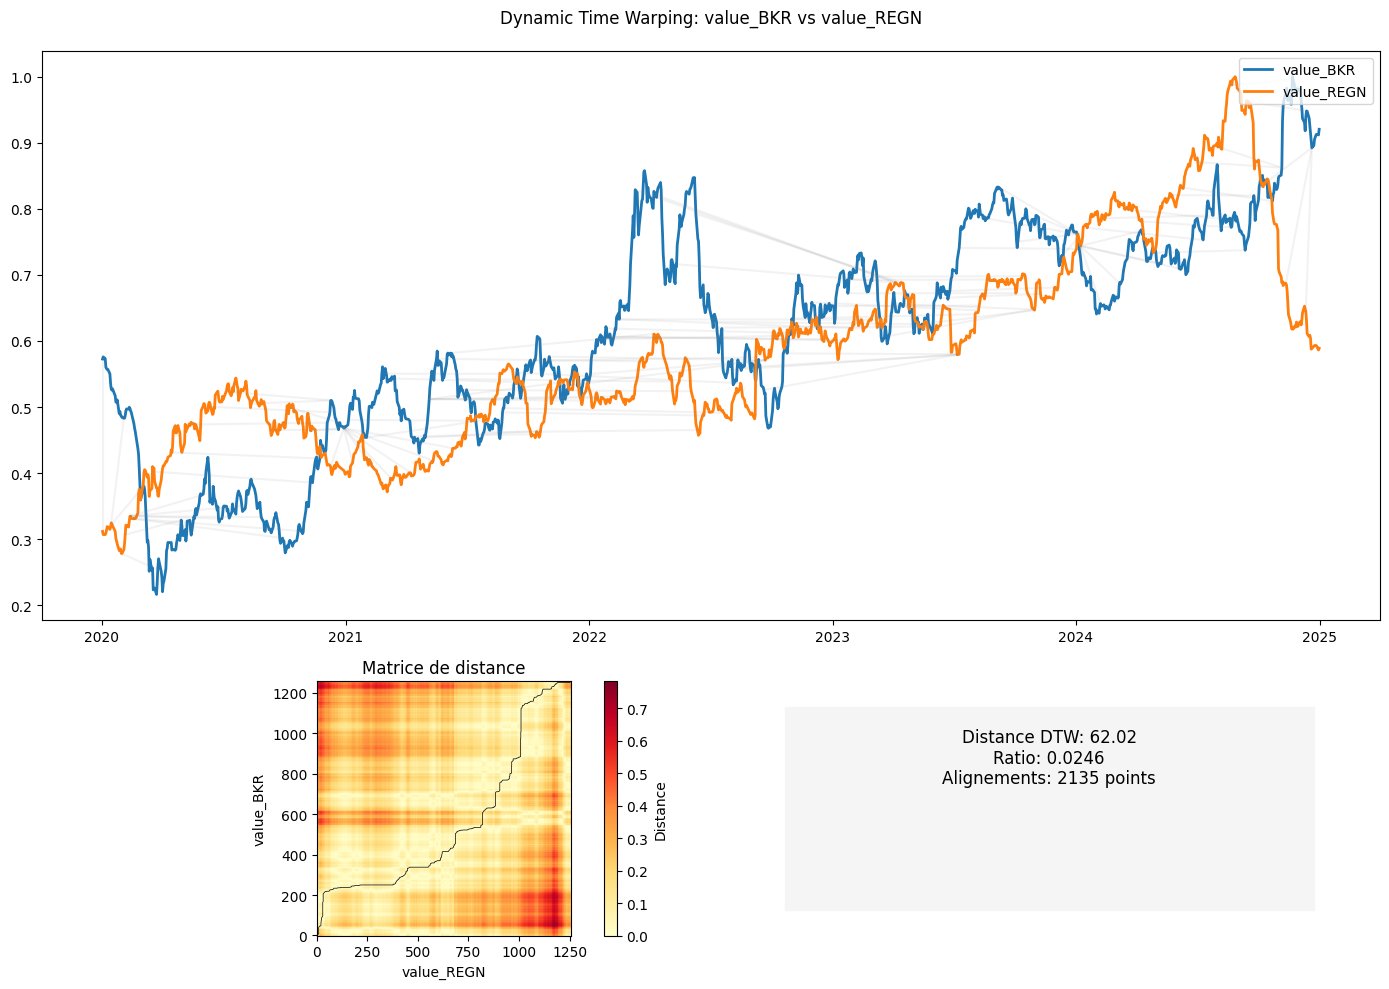 Dynamic Time Warping: value_BKR vs value_REGN
value_BKR
value_REGN
1.0
0.9
0.8
0.7
0.6
0.5
0.4
0.3
0.2
2020 2021 2022 2023 2024 2025
Matrice de distance
value_BKR
1200
1000
800
600
400
200
0
0 250 500 750 1000 1250
value_REGN
0.7
0.6
0.5
0.4
0.3
0.2
0.1
0.0
Distance
Distance DTW: 62.02
Ratio: 0.0246
Alignements: 2135 points